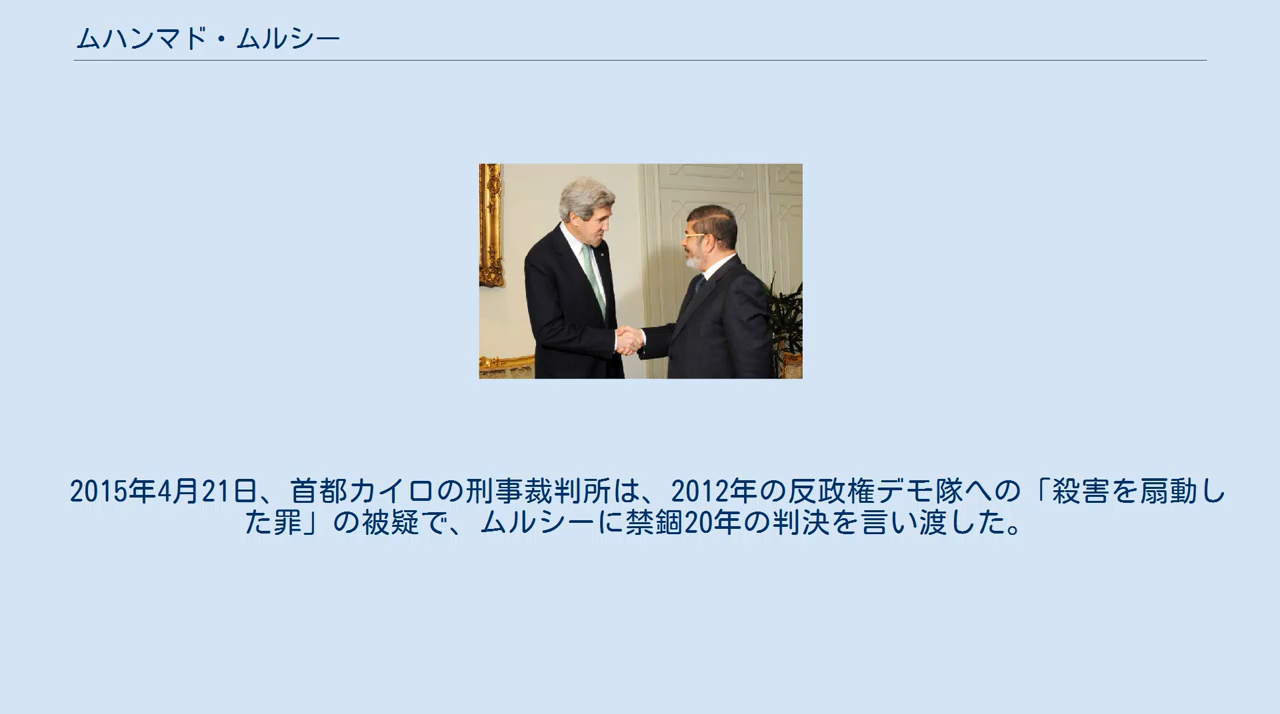 ムハンマド・ムルシー
2015年4月21日、首都カイロの刑事裁判所は、2012年の反政権デモ隊への「殺害を扇動し
た罪」の被疑で、ムルシーに禁錮20年の判決を言い渡した。